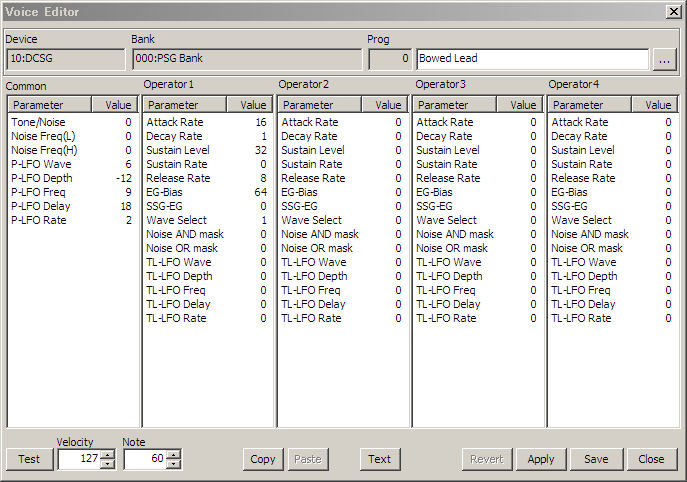 Voice Editor
Device Bank Prog
10:DCSG 000:PSG Bank 0 Bowed Lead ...
Common Operator1 Operator2 Operator3 Operator4
Parameter Value Parameter Value Parameter Value Parameter Value Parameter Value
Tone/Noise 0 Attack Rate 16 Attack Rate 0 Attack Rate 0 Attack Rate 0
Noise Freq(L) 0 Decay Rate 1 Decay Rate 0 Decay Rate 0 Decay Rate 0
Noise Freq(H) 0 Sustain Level 32 Sustain Level 0 Sustain Level 0 Sustain Level 0
P-LFO Wave 6 Sustain Rate 0 Sustain Rate 0 Sustain Rate 0 Sustain Rate 0
P-LFO Depth -12 Release Rate 8 Release Rate 0 Release Rate 0 Release Rate 0
P-LFO Freq 9 EG-Bias 64 EG-Bias 0 EG-Bias 0 EG-Bias 0
P-LFO Delay 18 SSG-EG 0 SSG-EG 0 SSG-EG 0 SSG-EG 0
P-LFO Rate 2 Wave Select 1 Wave Select 0 Wave Select 0 Wave Select 0
Noise AND mask 0 Noise AND mask 0 Noise AND mask 0 Noise AND mask 0
Noise OR mask 0 Noise OR mask 0 Noise OR mask 0 Noise OR mask 0
TL-LFO Wave 0 TL-LFO Wave 0 TL-LFO Wave 0 TL-LFO Wave 0
TL-LFO Depth 0 TL-LFO Depth 0 TL-LFO Depth 0 TL-LFO Depth 0
TL-LFO Freq 0 TL-LFO Freq 0 TL-LFO Freq 0 TL-LFO Freq 0
TL-LFO Delay 0 TL-LFO Delay 0 TL-LFO Delay 0 TL-LFO Delay 0
TL-LFO Rate 0 TL-LFO Rate 0 TL-LFO Rate 0 TL-LFO Rate 0
Velocity Note
Test 127 60 Copy Paste Text Revert Apply Save Close